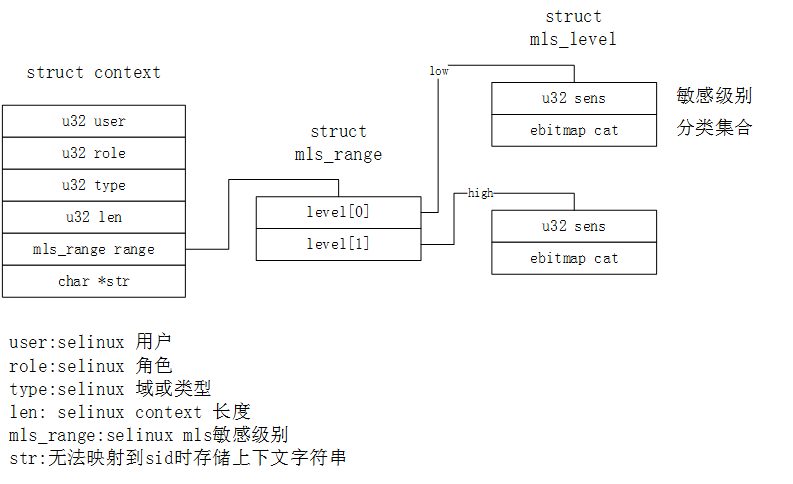 struct context
u32 user
u32 role
u32 type
u32 len
mls_range range
char *str
struct
mls_range
level[0]
level[1]
low
high
struct
mls_level
u32 sens
ebitmap cat
敏感级别
分类集合
u32 sens
ebitmap cat
user:selinux 用户
role:selinux 角色
type:selinux 域或类型
len: selinux context 长度
mls_range:selinux mls敏感级别
str:无法映射到sid时存储上下文字符串